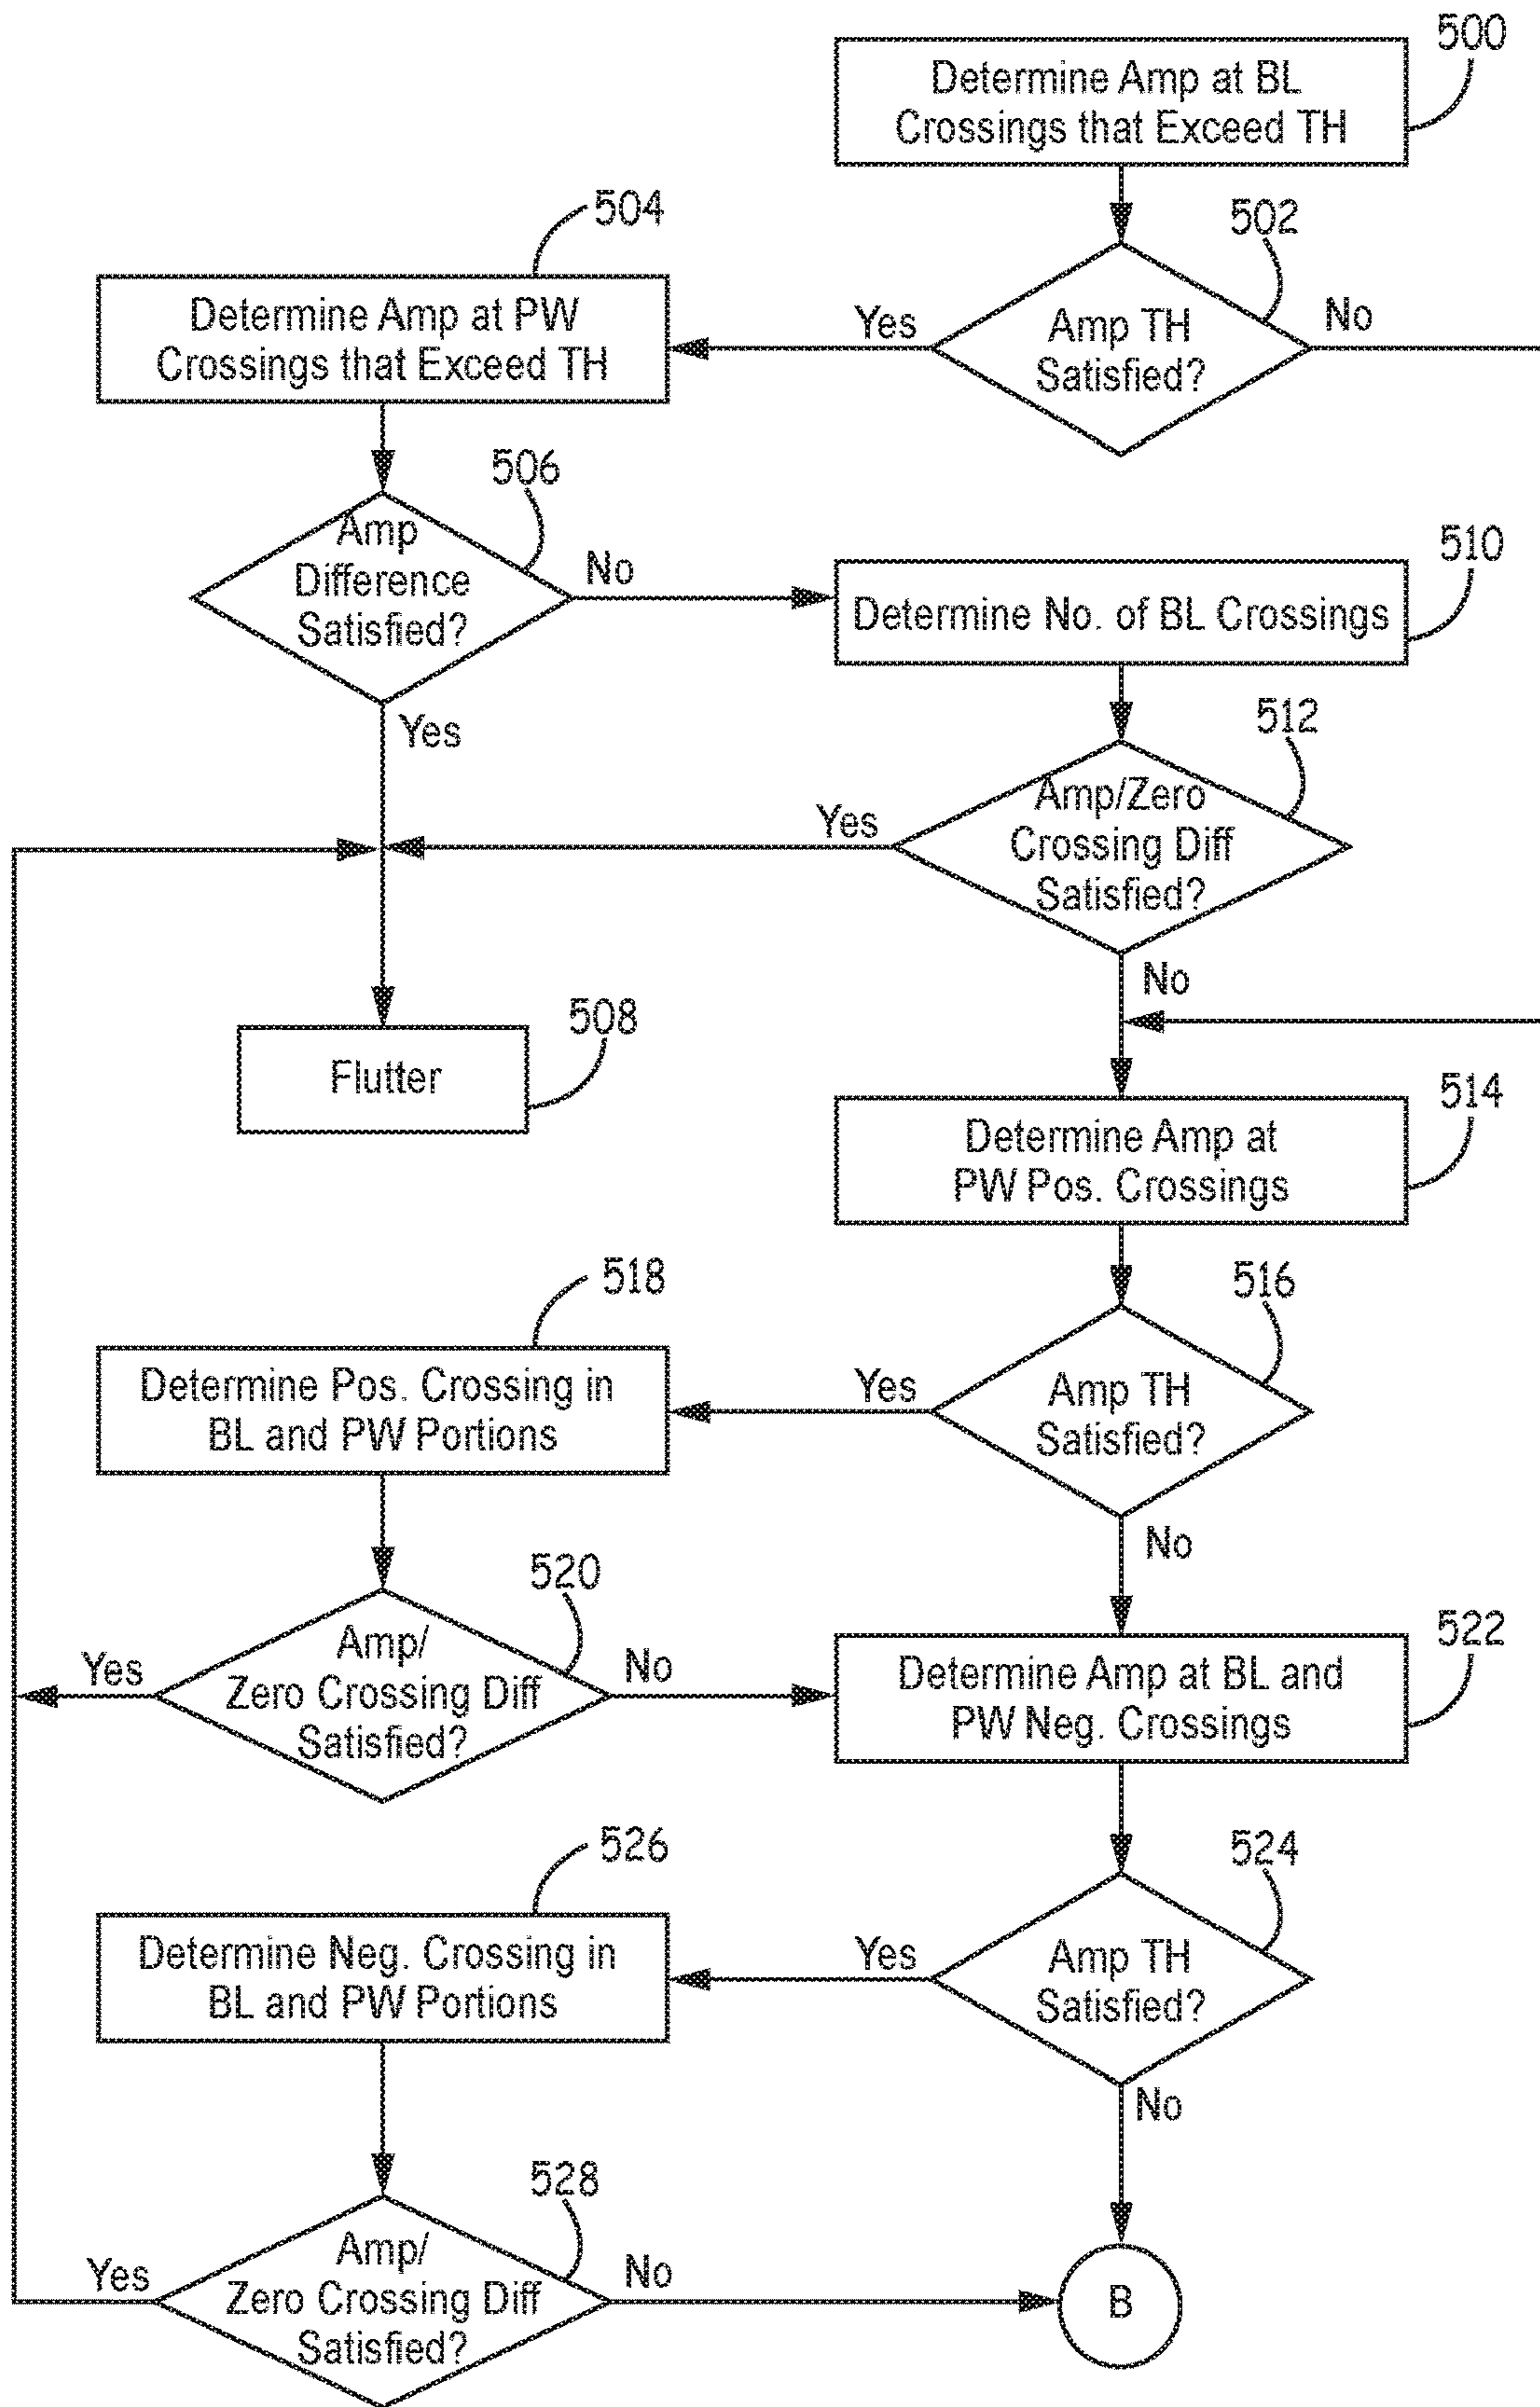 500
Determine Amp at BL
Crossings that Exceed TH
502
Amp TH
Satisfied?
Yes
No
504
Determine Amp at PW
Crossings that Exceed TH
506
Amp
Difference
Satisfied?
No
Yes
510
Determine No. of BL Crossings
512
Amp/Zero
Crossing Diff
Satisfied?
Yes
No
508
Flutter
514
Determine Amp at
PW Pos. Crossings
516
Amp TH
Satisfied?
Yes
No
518
Determine Pos. Crossing in
BL and PW Portions
520
Amp/
Zero Crossing Diff
Satisfied?
Yes
No
522
Determine Amp at BL and
PW Neg. Crossings
524
Amp TH
Satisfied?
Yes
No
526
Determine Neg. Crossing in
BL and PW Portions
528
Amp/
Zero Crossing Diff
Satisfied?
Yes
No
B